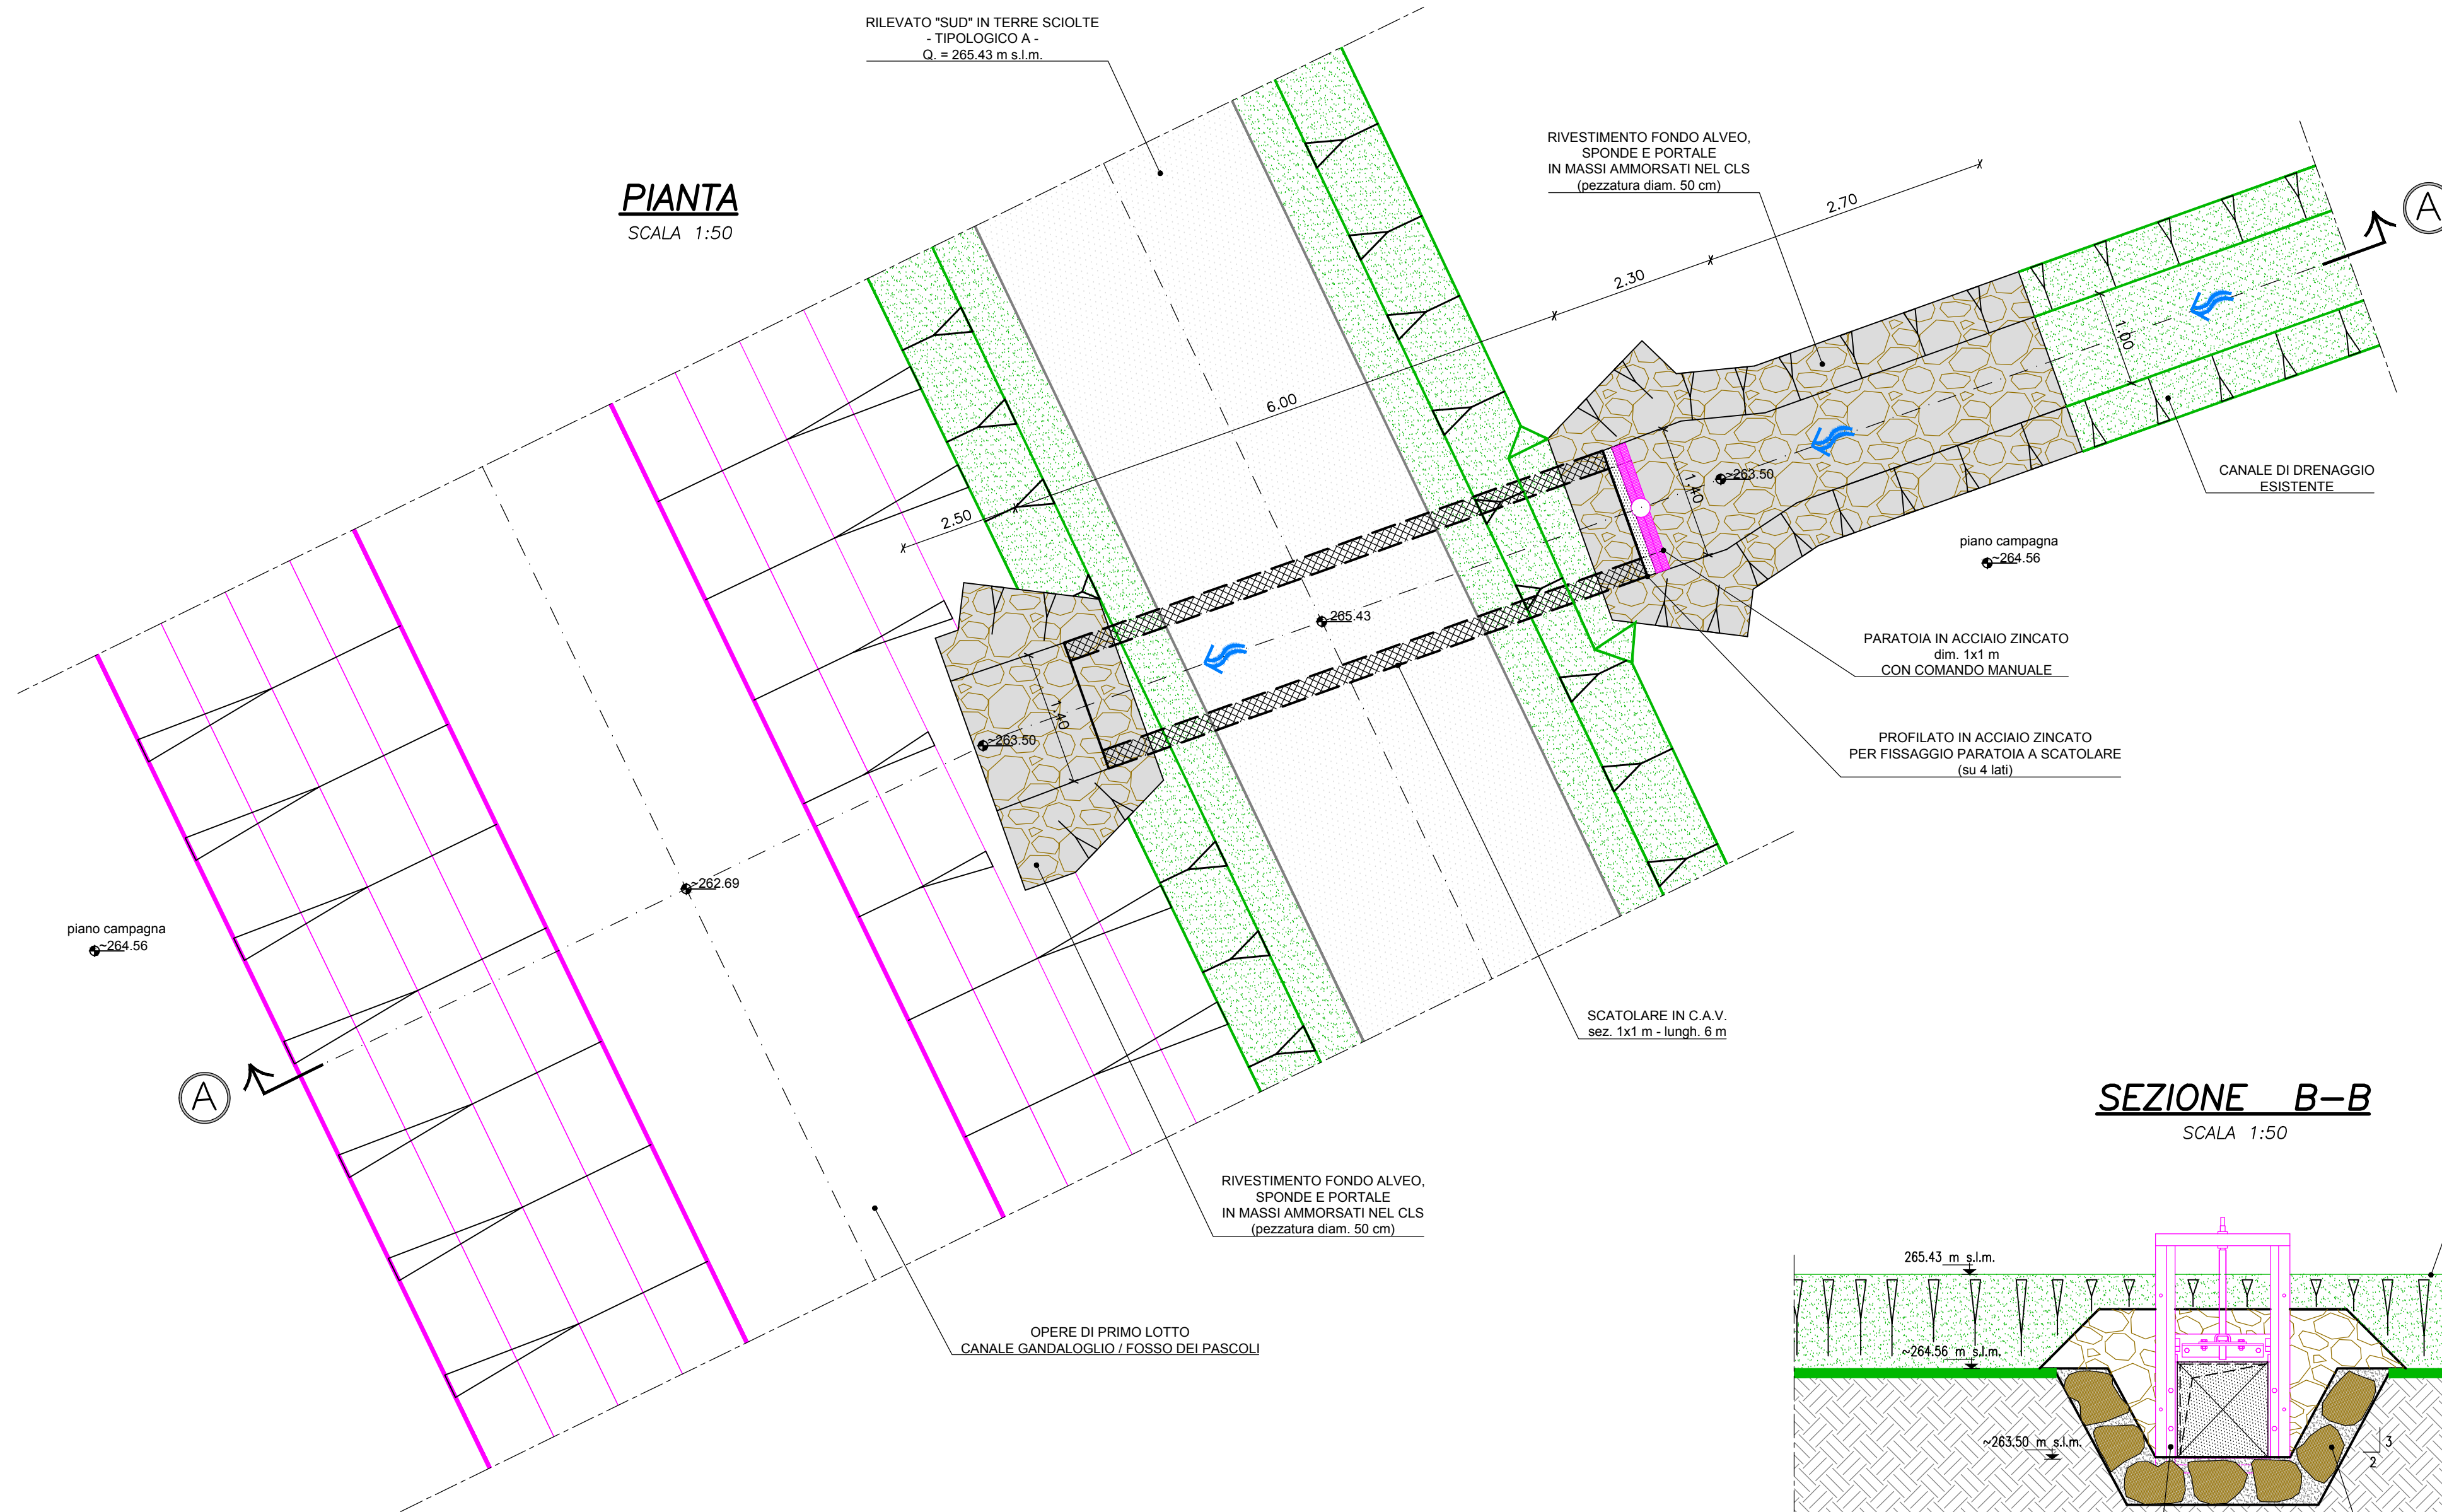 RILEVATO "SUD" IN TERRE SCIOLTE
- TIPOLOGICO A -
Q. = 265.43 m s.l.m.
PIANTA
SCALA 1:50
RIVESTIMENTO FONDO ALVEO,
SPONDE E PORTALE
IN MASSI AMMORSATI NEL CLS
(pezzatura diam. 50 cm)
2.70
2.30
6.00
2.50
A
1.00
CANALE DI DRENAGGIO
ESISTENTE
~263.50
1.40
piano campagna
~264.56
265.43
PARATOIA IN ACCIAIO ZINCATO
dim. 1x1 m
CON COMANDO MANUALE
PROFILATO IN ACCIAIO ZINCATO
PER FISSAGGIO PARATOIA A SCATOLARE
(su 4 lati)
1.40
~263.50
~262.69
piano campagna
~264.56
A
SCATOLARE IN C.A.V.
sez. 1x1 m - lungh. 6 m
RIVESTIMENTO FONDO ALVEO,
SPONDE E PORTALE
IN MASSI AMMORSATI NEL CLS
(pezzatura diam. 50 cm)
OPERE DI PRIMO LOTTO
CANALE GANDALOGLIO / FOSSO DEI PASCOLI
SEZIONE B-B
SCALA 1:50
265.43 m s.l.m.
~264.56 m s.l.m.
~263.50 m s.l.m.
3
2